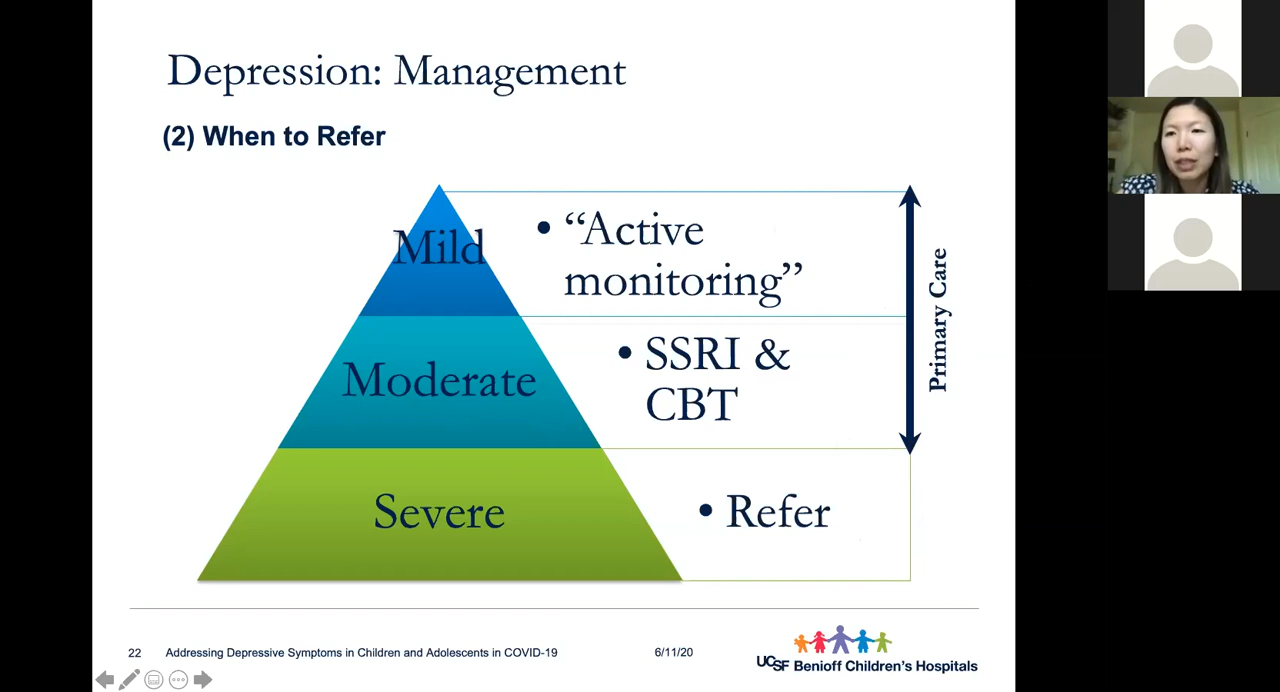 Depression: Management
(2) When to Refer
Mild
• “Active
monitoring”
Moderate
• SSRI &
CBT
Severe
• Refer
Primary Care
22
Addressing Depressive Symptoms in Children and Adolescents in COVID-19
6/11/20
UCSF Benioff Children’s Hospitals